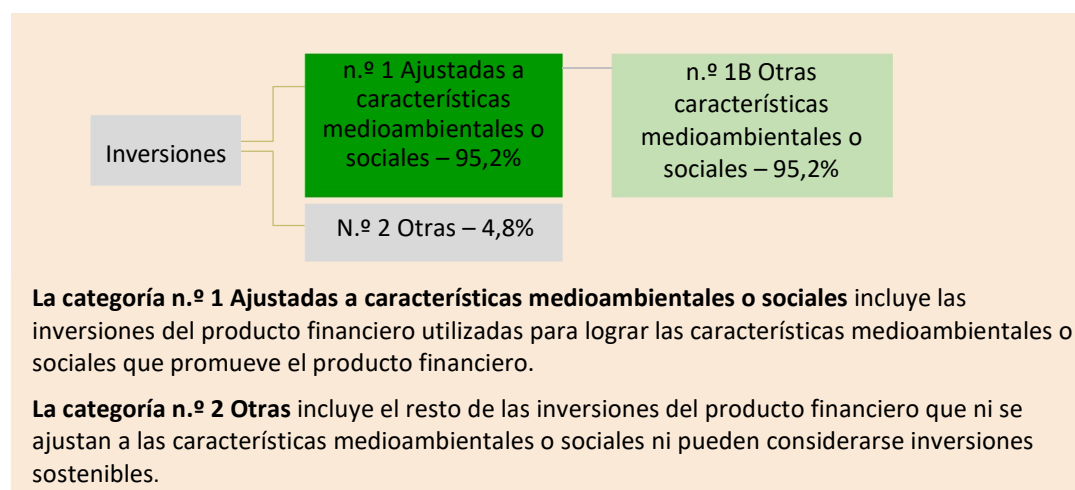 Inversiones
n.º 1 Ajustadas a
características
medioambientales o
sociales – 95,2%
n.º 1B Otras
características
medioambientales o
sociales – 95,2%
N.º 2 Otras – 4,8%
La categoría n.º 1 Ajustadas a características medioambientales o sociales incluye las
inversiones del producto financiero utilizadas para lograr las características medioambientales o
sociales que promueve el producto financiero.
La categoría n.º 2 Otras incluye el resto de las inversiones del producto financiero que ni se
ajustan a las características medioambientales o sociales ni pueden considerarse inversiones
sostenibles.